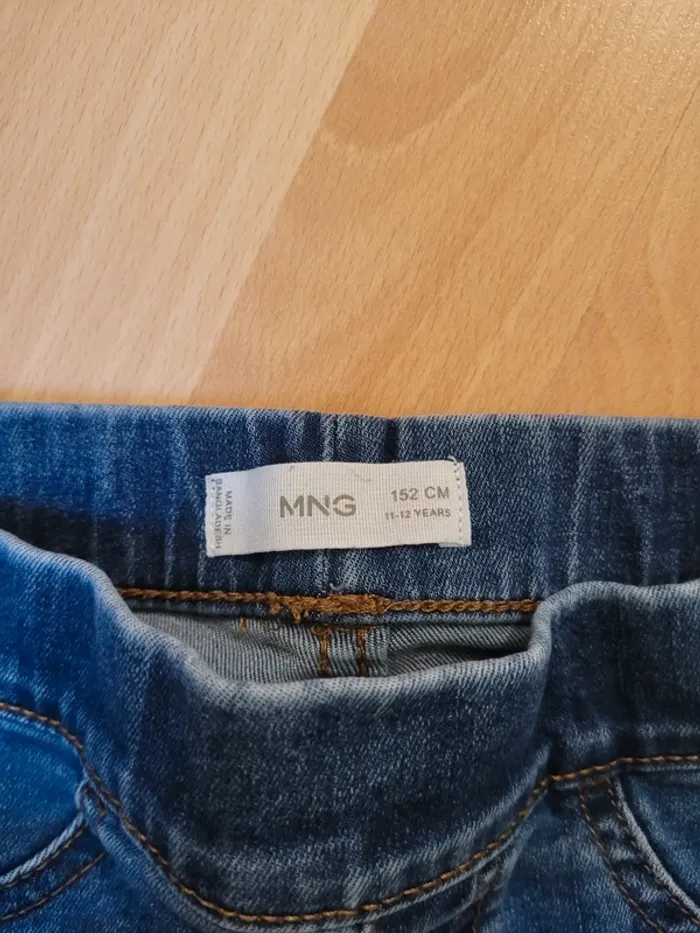 MADE IN
BANGLADESH
MNG
152 CM
11-12 YEARS